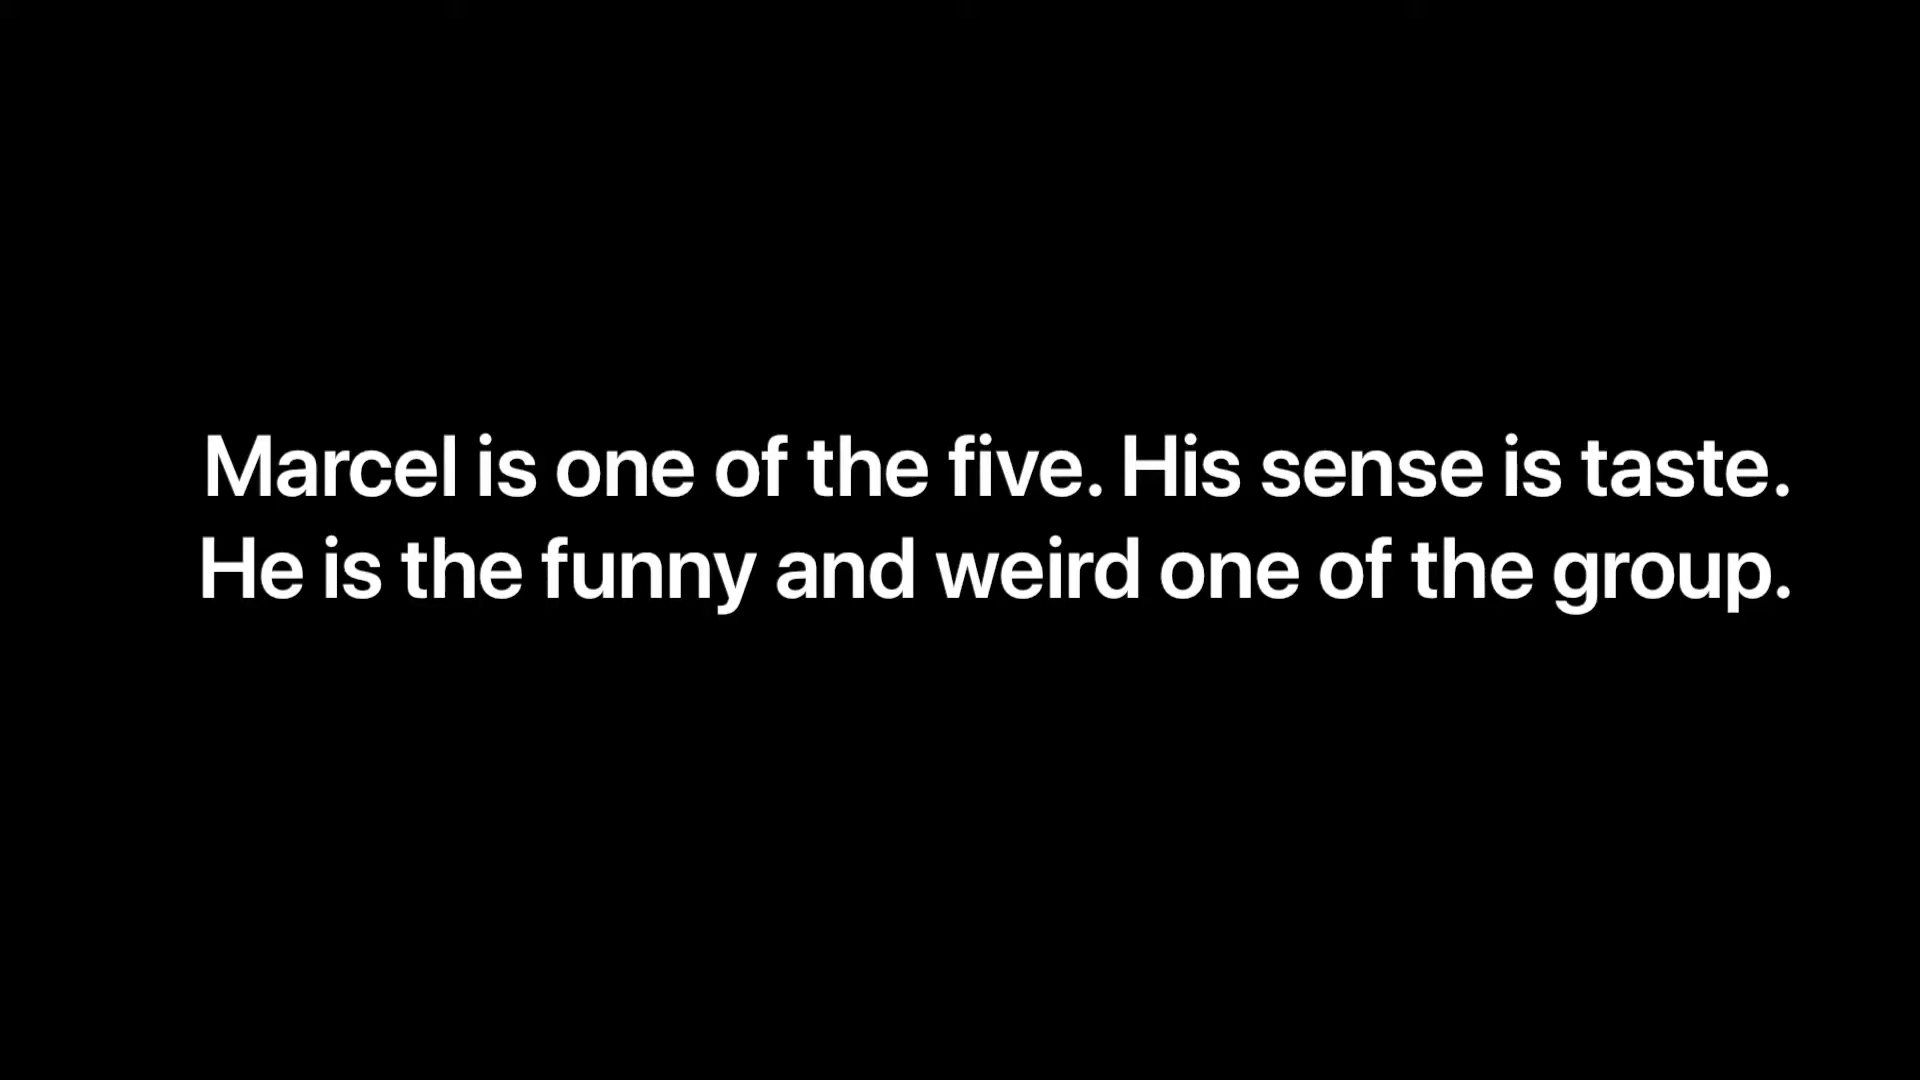 Marcel is one of the five. His sense is taste.
He is the funny and weird one of the group.